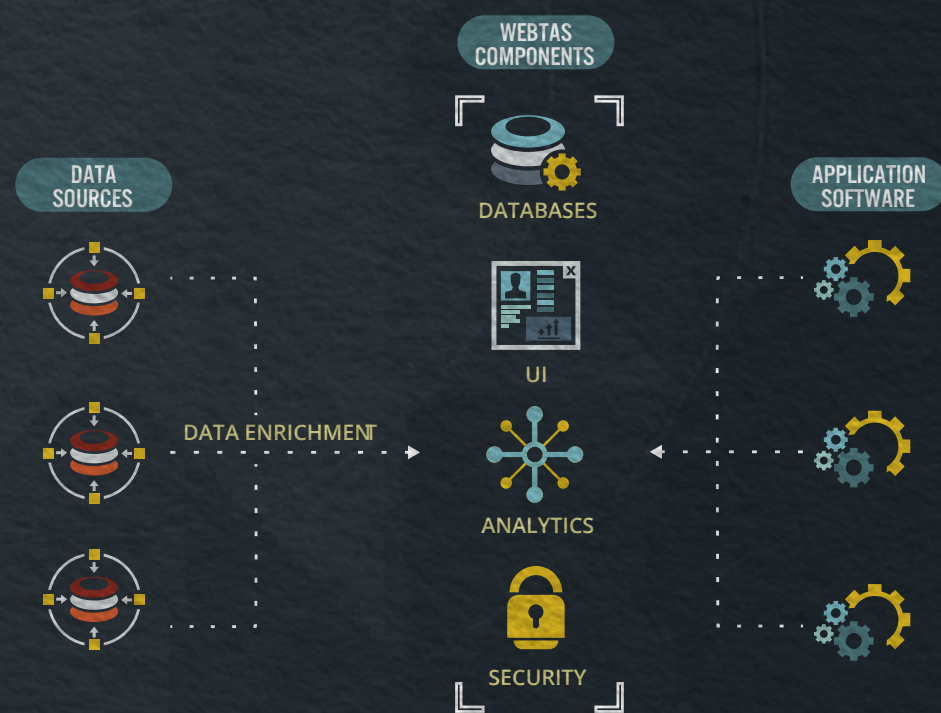 WEBTAS
COMPONENTS
DATA
SOURCES
APPLICATION
SOFTWARE
DATABASES
X
UI
DATA ENRICHMENT
ANALYTICS
SECURITY